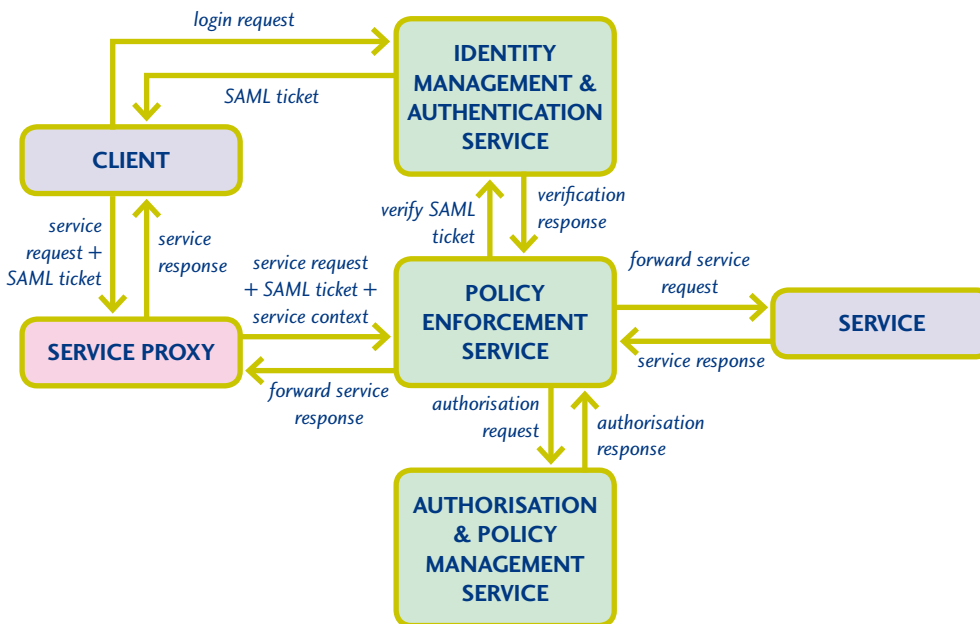 login request
IDENTITY
MANAGEMENT &
AUTHENTICATION
SERVICE
SAML ticket
CLIENT
verify SAML
ticket
verification
response
service
request +
SAML ticket
service
response
service request
+ SAML ticket +
service context
forward service
request
POLICY
ENFORCEMENT
SERVICE
SERVICE
SERVICE PROXY
service response
forward service
response
authorisation
request
authorisation
response
AUTHORISATION
& POLICY
MANAGEMENT
SERVICE